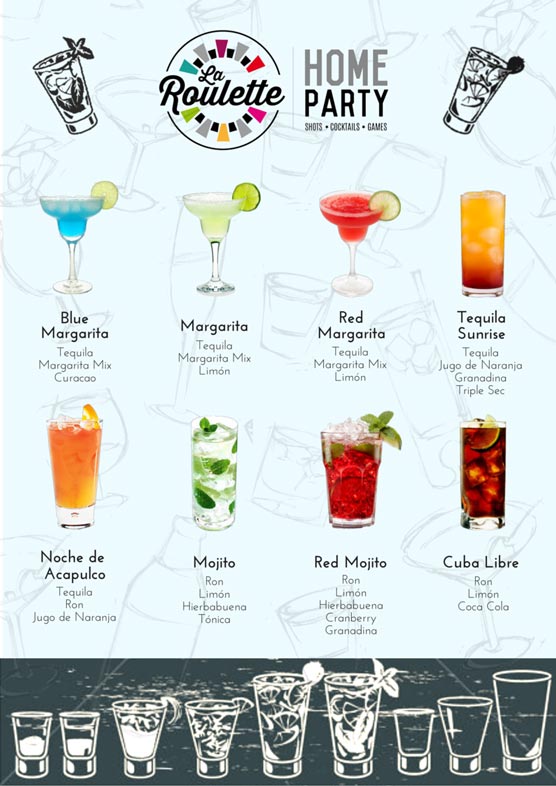 La
Roulette
HOME
PARTY
SHOTS • COCKTAILS • GAMES
Blue
Margarita
Tequila
Margarita Mix
Curacao
Margarita
Tequila
Margarita Mix
Limón
Red
Margarita
Tequila
Margarita Mix
Limón
Tequila
Sunrise
Tequila
Jugo de Naranja
Granadina
Triple Sec
Noche de
Acapulco
Tequila
Ron
Jugo de Naranja
Mojito
Ron
Limón
Hierbabuena
Tónica
Red Mojito
Ron
Limón
Hierbabuena
Cranberry
Granadina
Cuba Libre
Ron
Limón
Coca Cola